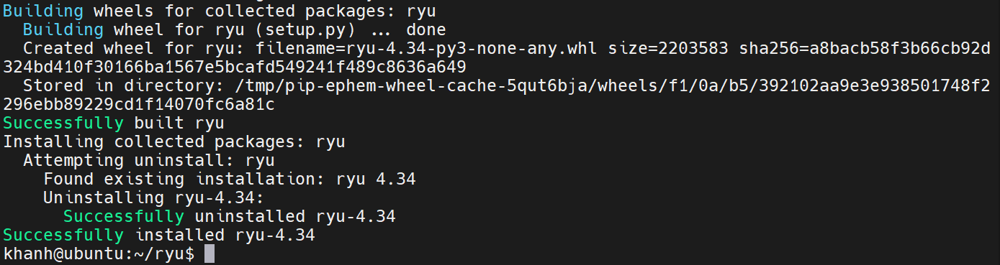 Building wheels for collected packages: ryu
  Building wheel for ryu (setup.py) ... done
  Created wheel for ryu: filename=ryu-4.34-py3-none-any.whl size=2203583 sha256=a8bacb58f3b66cb92d
324bd410f30166ba1567e5bcafd549241f489c8636a649
  Stored in directory: /tmp/pip-ephem-wheel-cache-5qut6bja/wheels/f1/0a/b5/392102aa9e3e938501748f2
296ebb89229cd1f14070fc6a81c
Successfully built ryu
Installing collected packages: ryu
  Attempting uninstall: ryu
    Found existing installation: ryu 4.34
    Uninstalling ryu-4.34:
      Successfully uninstalled ryu-4.34
Successfully installed ryu-4.34
khanh@ubuntu:~/ryu$